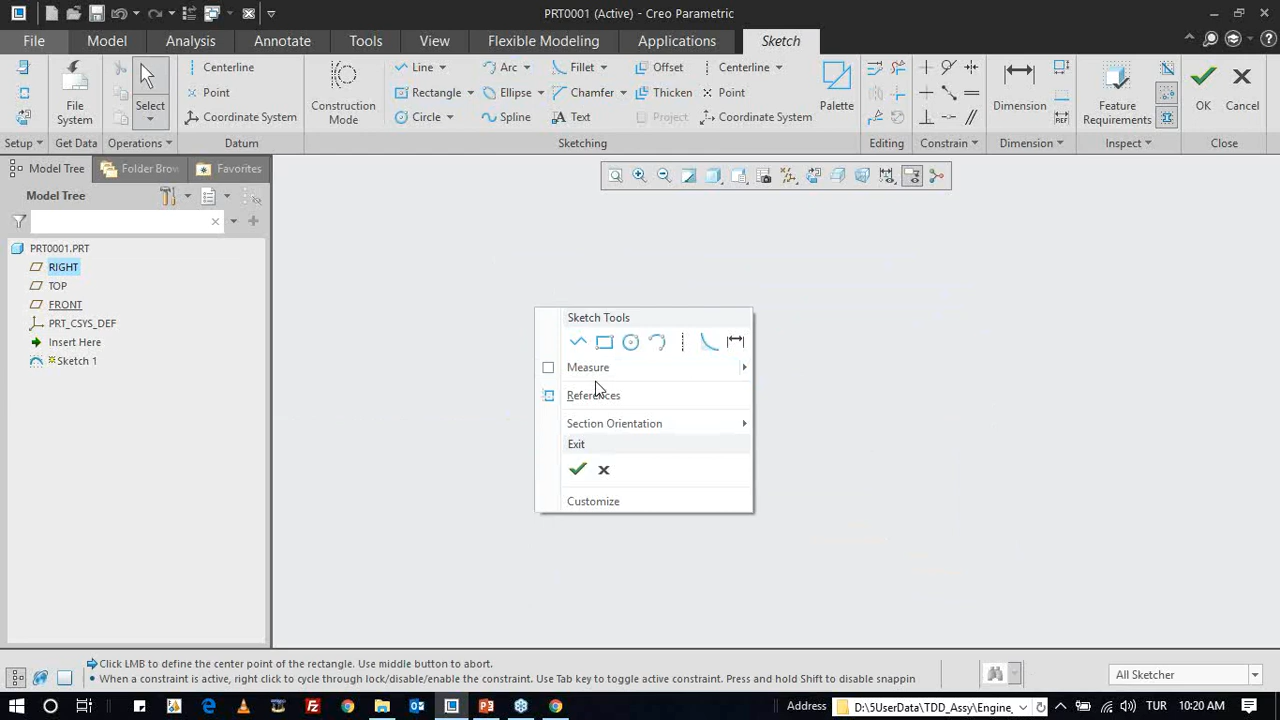 PRT0001 (Active) - Creo Parametric
File Model Analysis Annotate Tools View Flexible Modeling Applications Sketch
Centerline Line Arc Fillet Offset Centerline
Point Rectangle Ellipse Chamfer Thicken Point
Coordinate System Circle Spline Text Project Coordinate System
File System Select Construction Mode Palette Dimension Feature Requirements OK Cancel
REF
Setup Get Data Operations Datum Sketching Editing Constrain Dimension Inspect Close
Model Tree Folder Brov Favorites
Model Tree
PRT0001.PRT
RIGHT
TOP
FRONT
PRT_CSYS_DEF
Insert Here
Sketch 1
Sketch Tools
Measure
References
Section Orientation
Exit
Customize
Click LMB to define the center point of the rectangle. Use middle button to abort.
When a constraint is active, right click to cycle through lock/disable/enable the constraint. Use Tab key to toggle active constraint. Press and hold Shift to disable snappin
All Sketcher
Address D:\5UserData\TDD_Assy\Engine_
TUR 10:20 AM